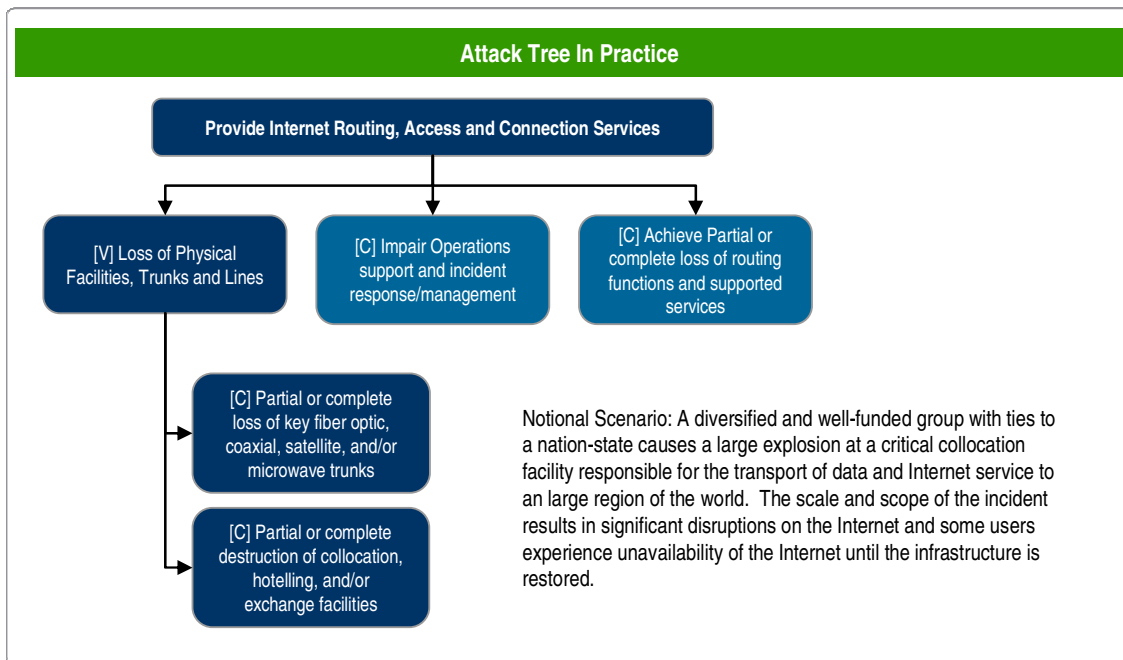 Attack Tree In Practice
Provide Internet Routing, Access and Connection Services
[V] Loss of Physical
Facilities, Trunks and Lines
[C] Impair Operations
support and incident
response/management
[C] Achieve Partial or
complete loss of routing
functions and supported
services
[C] Partial or complete
loss of key fiber optic,
coaxial, satellite, and/or
microwave trunks
[C] Partial or complete
destruction of collocation,
hotelling, and/or
exchange facilities
Notional Scenario: A diversified and well-funded group with ties to
a nation-state causes a large explosion at a critical collocation
facility responsible for the transport of data and Internet service to
an large region of the world. The scale and scope of the incident
results in significant disruptions on the Internet and some users
experience unavailability of the Internet until the infrastructure is
restored.